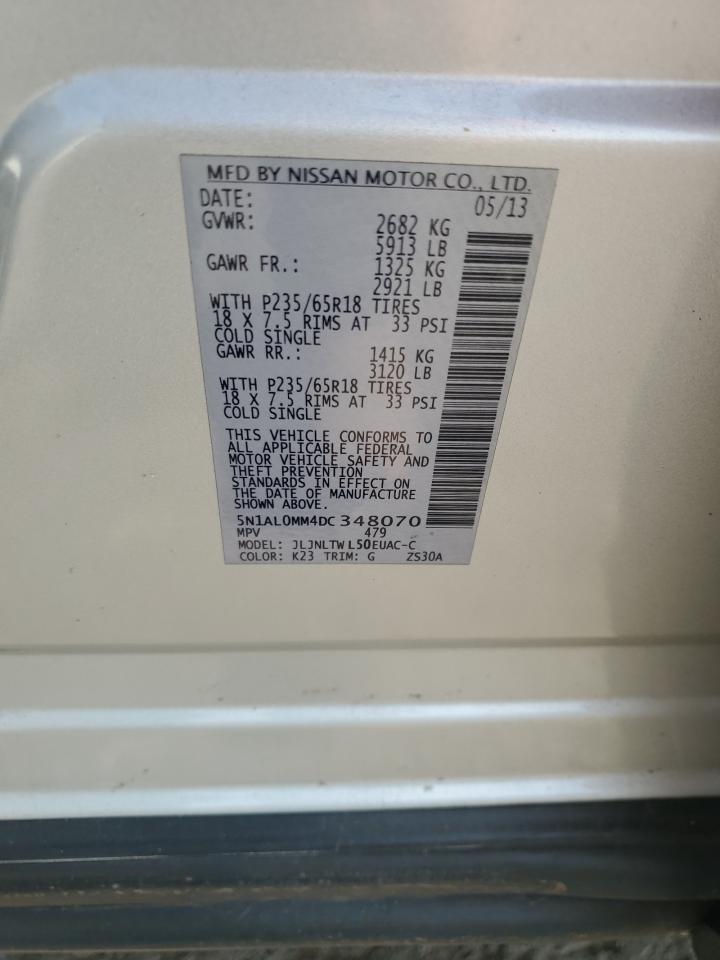 MFD BY NISSAN MOTOR CO., LTD.
DATE: 05/13
GVWR: 2682 KG
5913 LB
GAWR FR.: 1325 KG
2921 LB
WITH P235/65R18 TIRES
18 X 7.5 RIMS AT 33 PSI
COLD SINGLE
GAWR RR.: 1415 KG
3120 LB
WITH P235/65R18 TIRES
18 X 7.5 RIMS AT 33 PSI
COLD SINGLE
THIS VEHICLE CONFORMS TO
ALL APPLICABLE FEDERAL
MOTOR VEHICLE SAFETY AND
THEFT PREVENTION
STANDARDS IN EFFECT ON
THE DATE OF MANUFACTURE
SHOWN ABOVE.
5N1AL0MM4DC 348070
MPV 479
MODEL: JLJNLTW L50EUAC-C
COLOR: K23 TRIM: G ZS30A